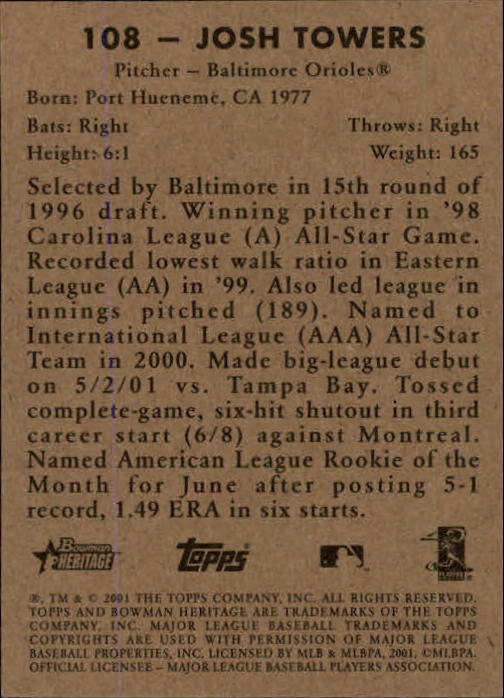 108 – JOSH TOWERS
Pitcher – Baltimore Orioles®
Born: Port Hueneme, CA 1977
Bats: Right Throws: Right
Height: 6:1 Weight: 165
Selected by Baltimore in 15th round of
1996 draft. Winning pitcher in '98
Carolina League (A) All-Star Game.
Recorded lowest walk ratio in Eastern
League (AA) in '99. Also led league in
innings pitched (189). Named to
International League (AAA) All-Star
Team in 2000. Made big-league debut
on 5/2/01 vs. Tampa Bay. Tossed
complete-game, six-hit shutout in third
career start (6/8) against Montreal.
Named American League Rookie of the
Month for June after posting 5-1
record, 1.49 ERA in six starts.
Bowman
HERITAGE
TOPPS
®, TM & © 2001 THE TOPPS COMPANY, INC. ALL RIGHTS RESERVED.
TOPPS AND BOWMAN HERITAGE ARE TRADEMARKS OF THE TOPPS
COMPANY, INC. MAJOR LEAGUE BASEBALL TRADEMARKS AND
COPYRIGHTS ARE USED WITH PERMISSION OF MAJOR LEAGUE
BASEBALL PROPERTIES, INC. LICENSED BY MLB & MLBPA, 2001. ©MLBPA.
OFFICIAL LICENSEE – MAJOR LEAGUE BASEBALL PLAYERS ASSOCIATION.